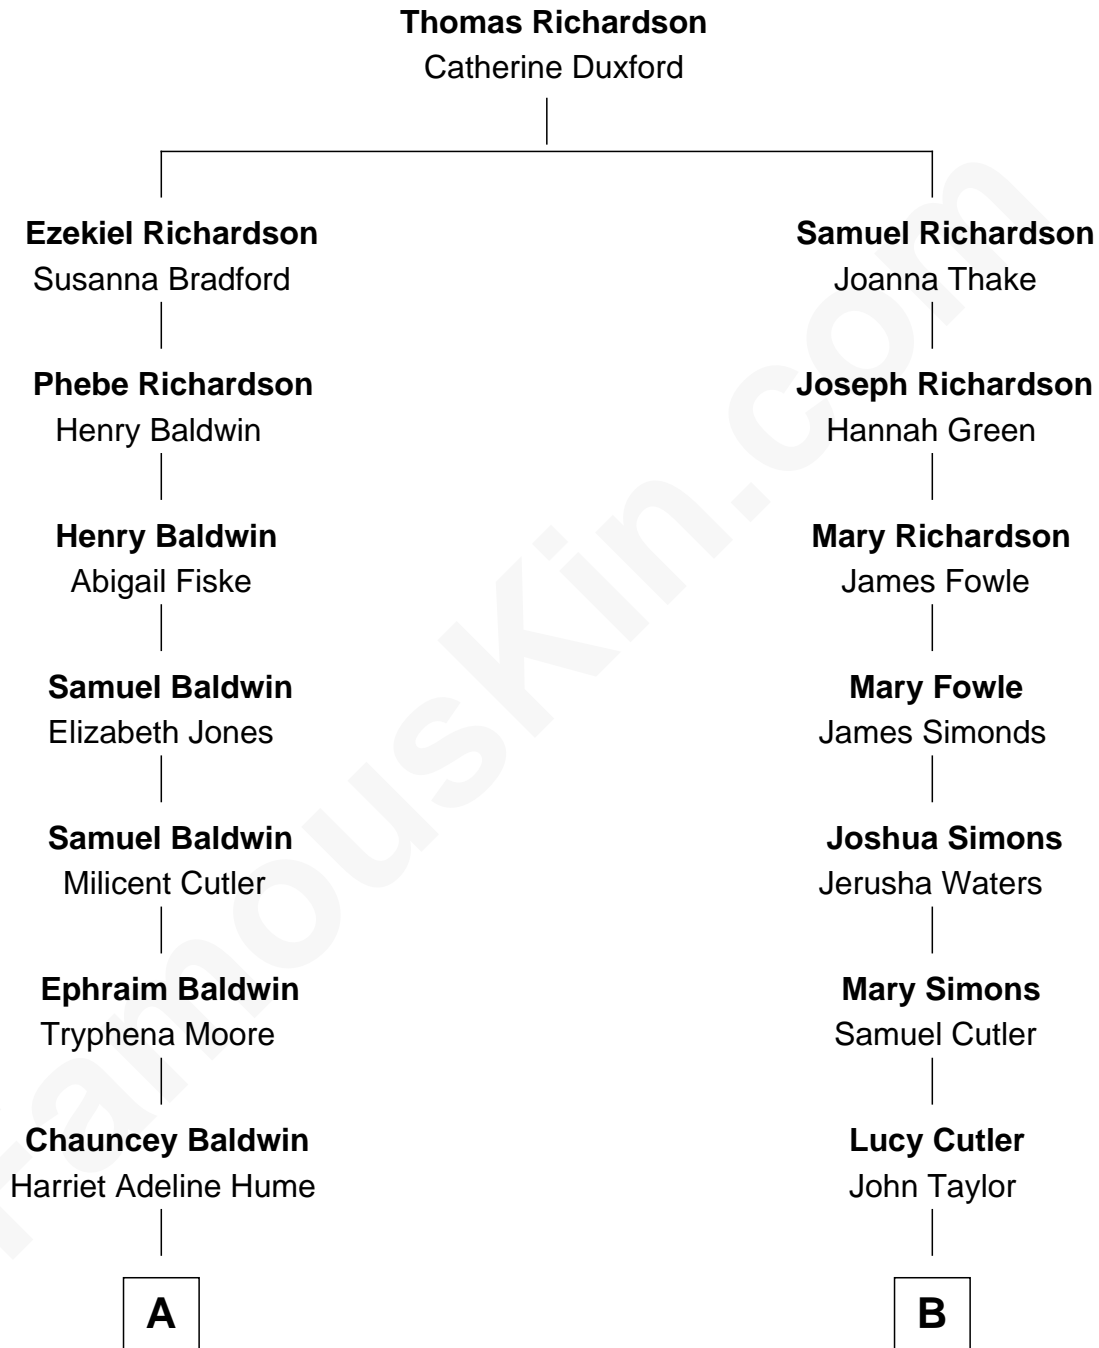 Thomas Richardson
Catherine Duxford
Ezekiel Richardson
Susanna Bradford
Samuel Richardson
Joanna Thake
Phebe Richardson
Henry Baldwin
Joseph Richardson
Hannah Green
Henry Baldwin
Abigail Fiske
Mary Richardson
James Fowle
Samuel Baldwin
Elizabeth Jones
Mary Fowle
James Simonds
Samuel Baldwin
Milicent Cutler
Joshua Simons
Jerusha Waters
Ephraim Baldwin
Tryphena Moore
Mary Simons
Samuel Cutler
Chauncey Baldwin
Harriet Adeline Hume
Lucy Cutler
John Taylor
A
B
FamousKin.com